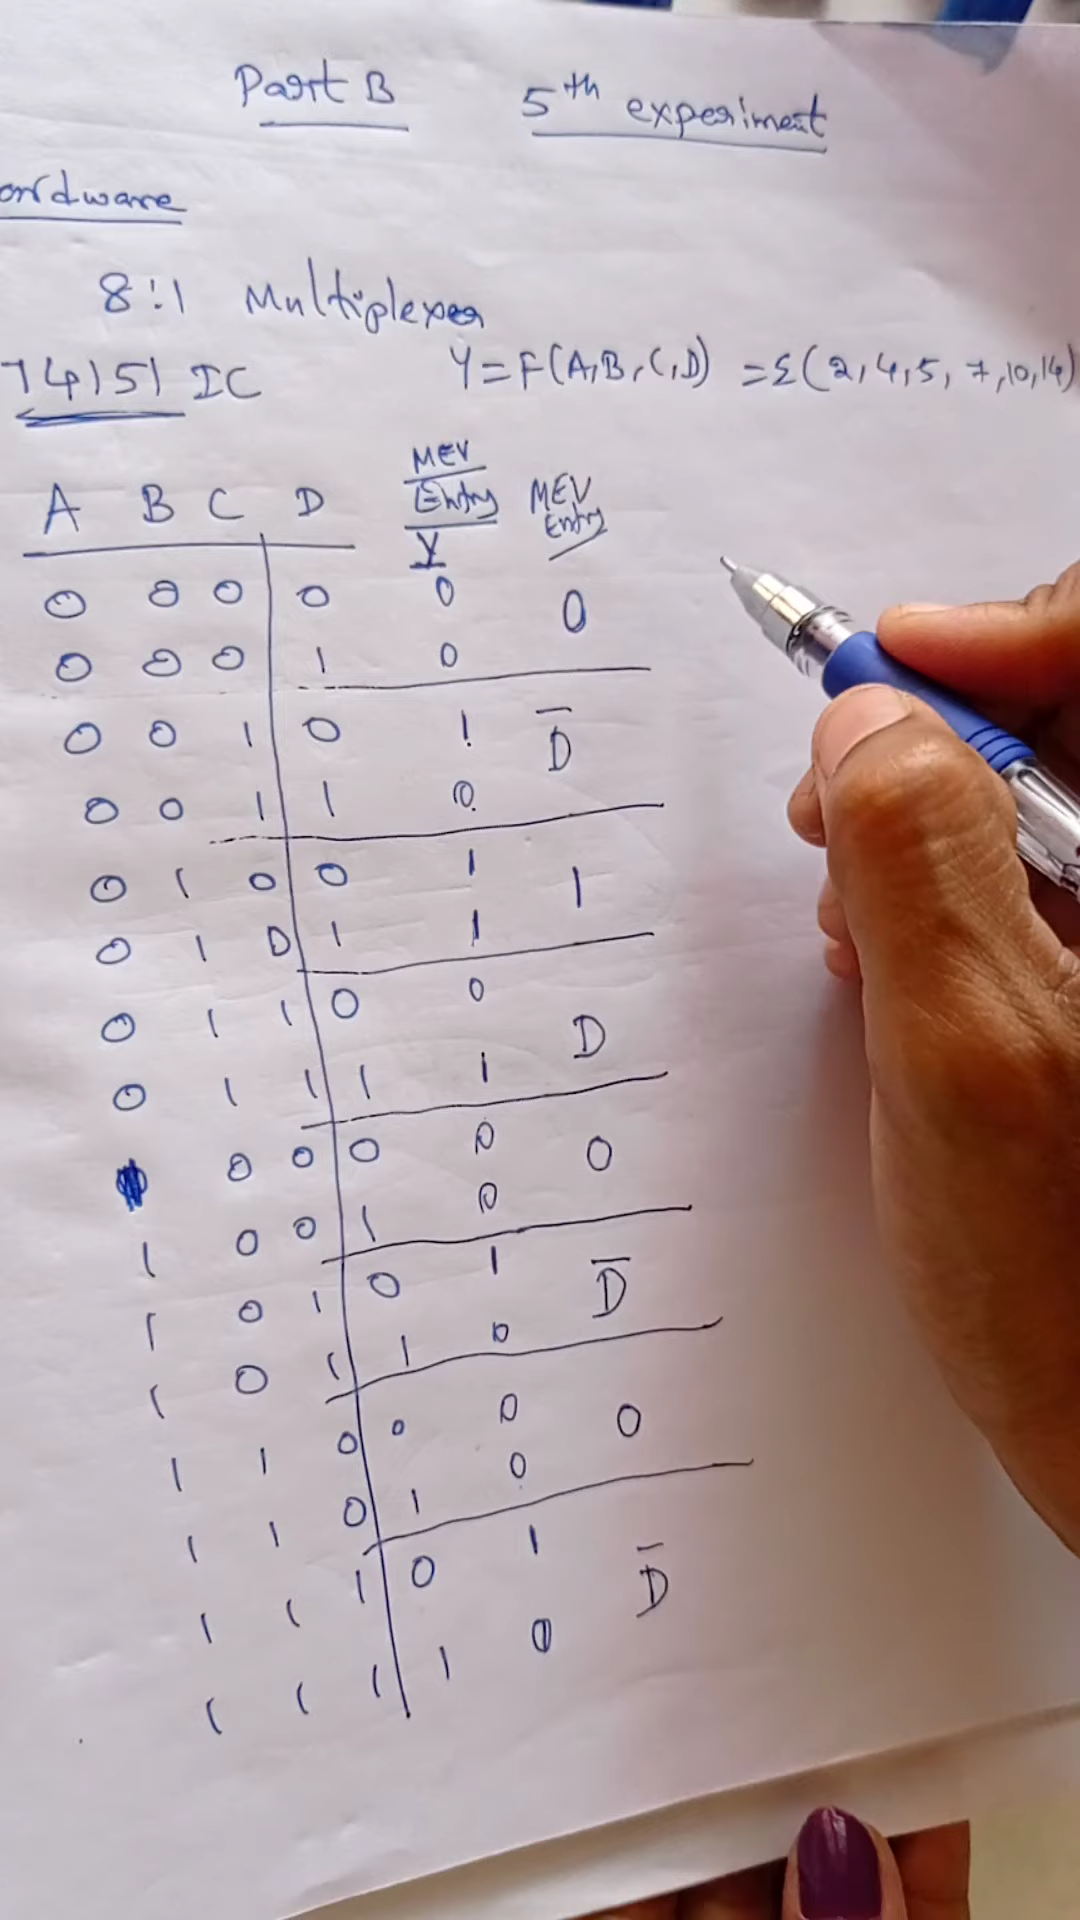 Part B 5th experiment
ardware
8:1 Multiplexer
74151 IC Y=F(A,B,C,D) =Σ(2,4,5,7,10,14)
A B C D MEV Entry Y MEV Entry
0 0 0 0 0 0
0 0 0 1 0
0 0 1 0 1 D̅
0 0 1 1 0
0 1 0 0 1 1
0 1 0 1 1
0 1 1 0 0
0 1 1 1 1 D
0 0 0 0 0
1 0 0 1 0
1 0 1 0 1 D̅
1 0 1 1 0
1 1 0 0 0 0
1 1 0 1 0
1 1 1 0 1 D̅
1 1 1 1 0